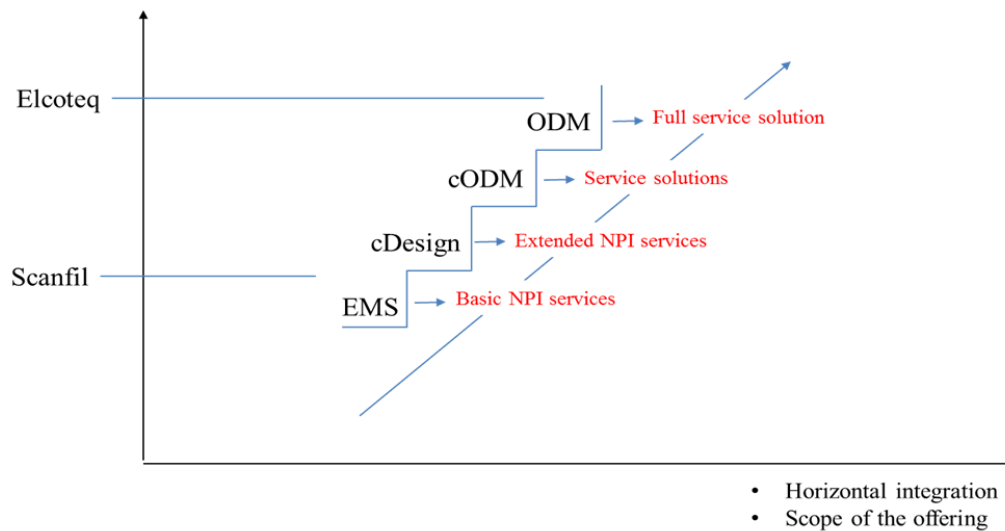 Elcoteq
ODM
Full service solution
cODM
Service solutions
cDesign
Extended NPI services
Scanfil
EMS
Basic NPI services
• Horizontal integration
• Scope of the offering